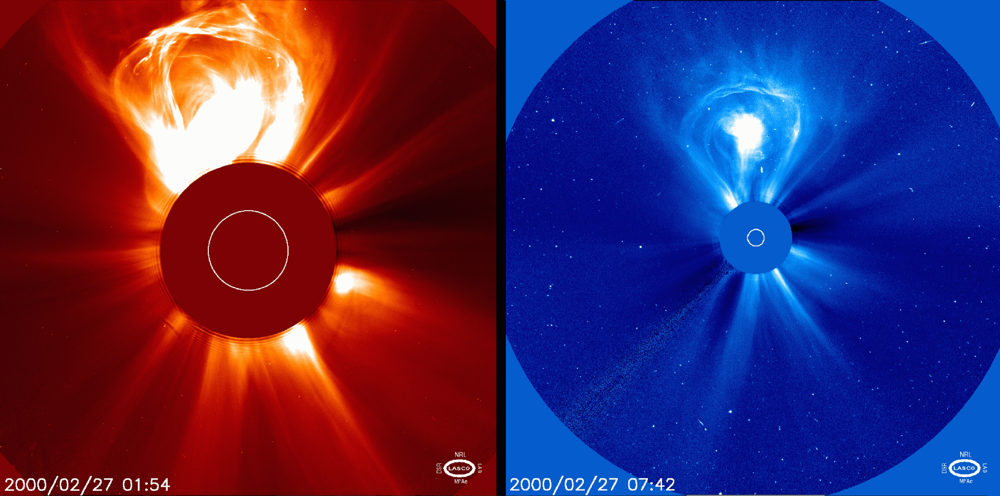 NRL
DSR
LASCO
LAS
MPAe
2000/02/27 01:54
NRL
DSR
LASCO
LAS
MPAe
2000/02/27 07:42